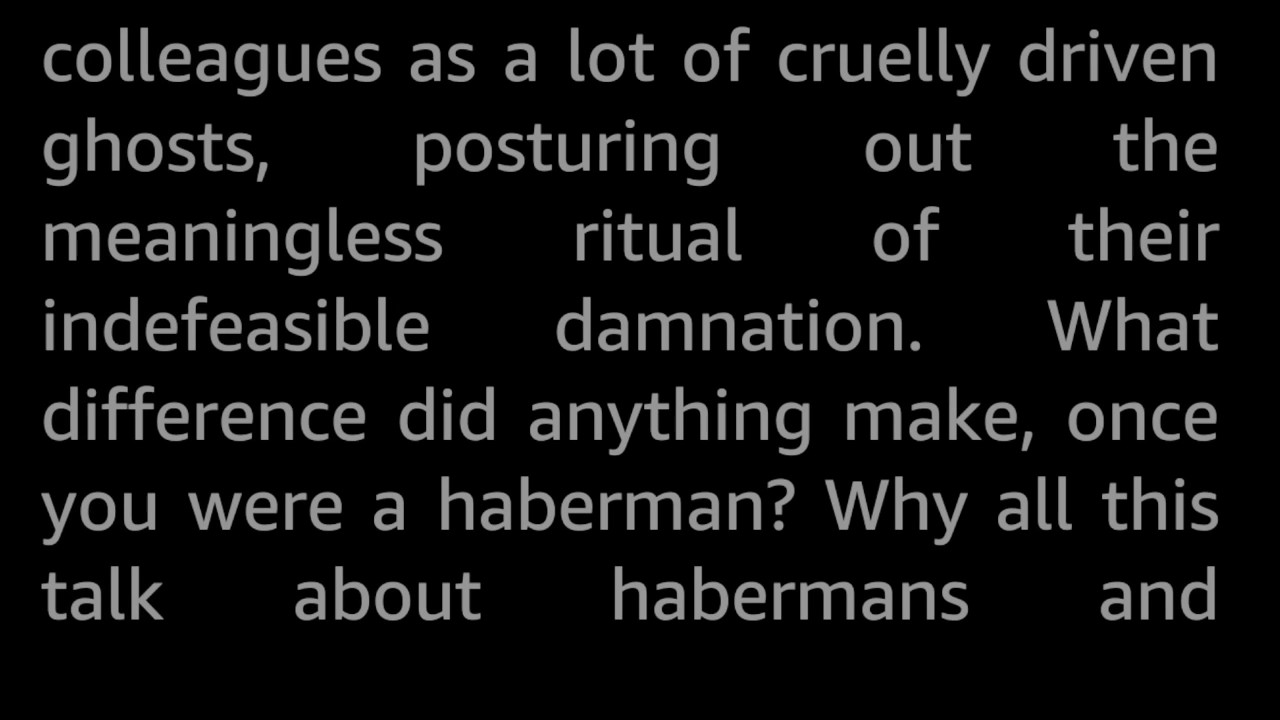 colleagues as a lot of cruelly driven
ghosts, posturing out the
meaningless ritual of their
indefeasible damnation. What
difference did anything make, once
you were a haberman? Why all this
talk about habermans and